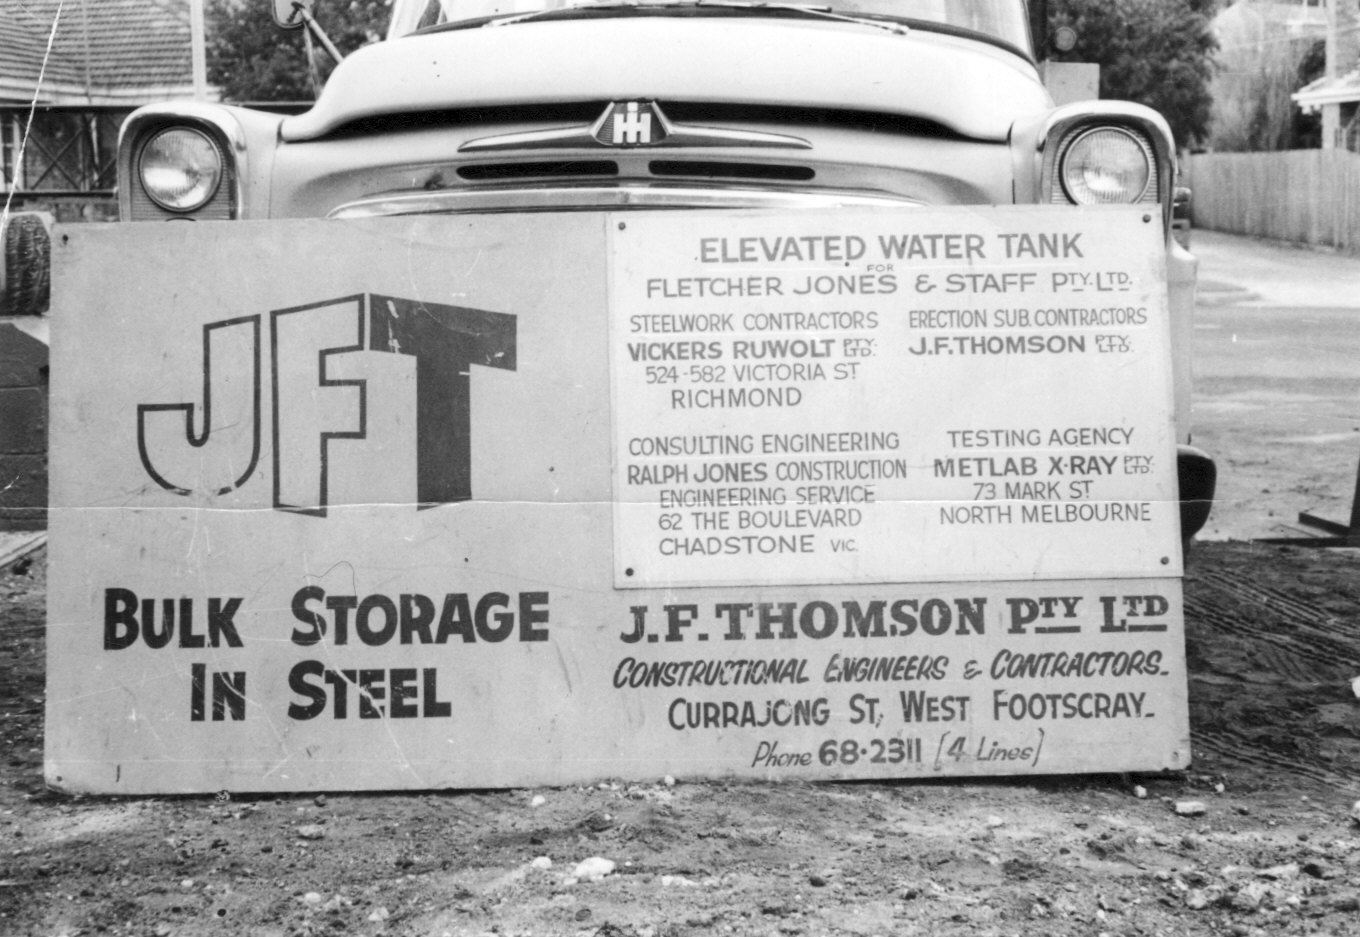 IH
JFT
BULK STORAGE
IN STEEL
ELEVATED WATER TANK
FOR
FLETCHER JONES & STAFF PTY. LTD.
STEELWORK CONTRACTORS
VICKERS RUWOLT PTY. LTD.
524-582 VICTORIA ST
RICHMOND
ERECTION SUB. CONTRACTORS
J.F. THOMSON PTY. LTD.
CONSULTING ENGINEERING
RALPH JONES CONSTRUCTION
ENGINEERING SERVICE
62 THE BOULEVARD
CHADSTONE VIC.
TESTING AGENCY
METLAB X-RAY PTY. LTD.
73 MARK ST
NORTH MELBOURNE
J.F. THOMSON PTY LTD
CONSTRUCTIONAL ENGINEERS & CONTRACTORS_
CURRAJONG ST, WEST FOOTSCRAY_
Phone 68·2311 [4 Lines]